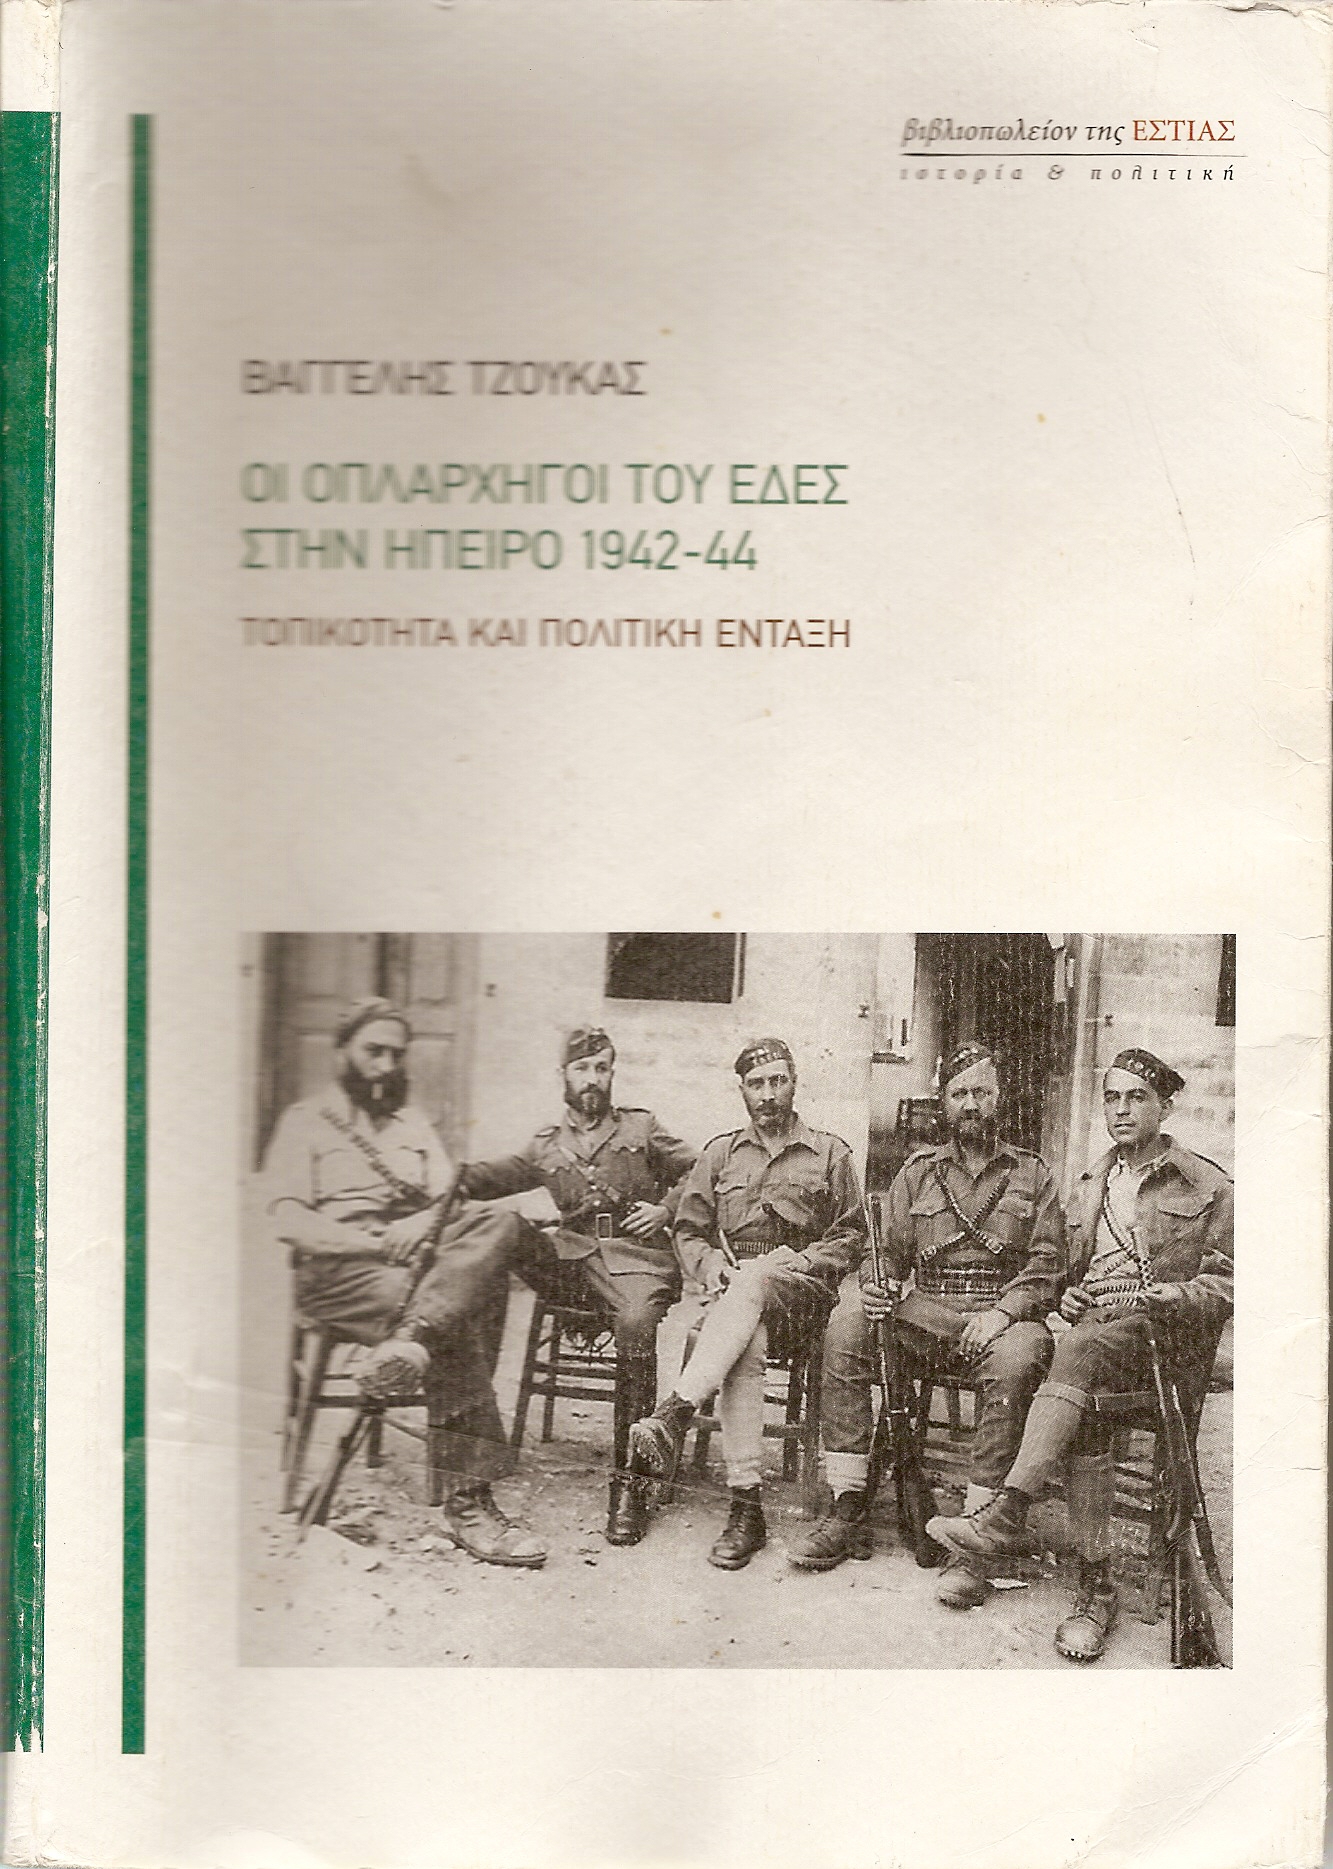 βιβλιοπωλείον της ΕΣΤΙΑΣ
ιστορία & πολιτική
ΒΑΓΓΕΛΗΣ ΤΖΟΥΚΑΣ
ΟΙ ΟΠΛΑΡΧΗΓΟΙ ΤΟΥ ΕΔΕΣ
ΣΤΗΝ ΗΠΕΙΡΟ 1942-44
ΤΟΠΙΚΟΤΗΤΑ ΚΑΙ ΠΟΛΙΤΙΚΗ ΕΝΤΑΞΗ